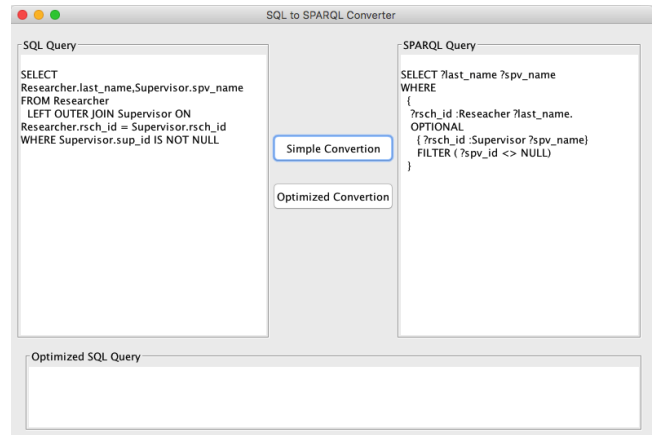 SQL to SPARQL Converter
SQL Query
SELECT
Researcher.last_name,Supervisor.spv_name
FROM Researcher
LEFT OUTER JOIN Supervisor ON
Researcher.rsch_id = Supervisor.rsch_id
WHERE Supervisor.sup_id IS NOT NULL
Simple Convertion
Optimized Convertion
SPARQL Query
SELECT ?last_name ?spv_name
WHERE
{
?rsch_id :Reseacher ?last_name.
OPTIONAL
{ ?rsch_id :Supervisor ?spv_name}
FILTER ( ?spv_id <> NULL)
}
Optimized SQL Query